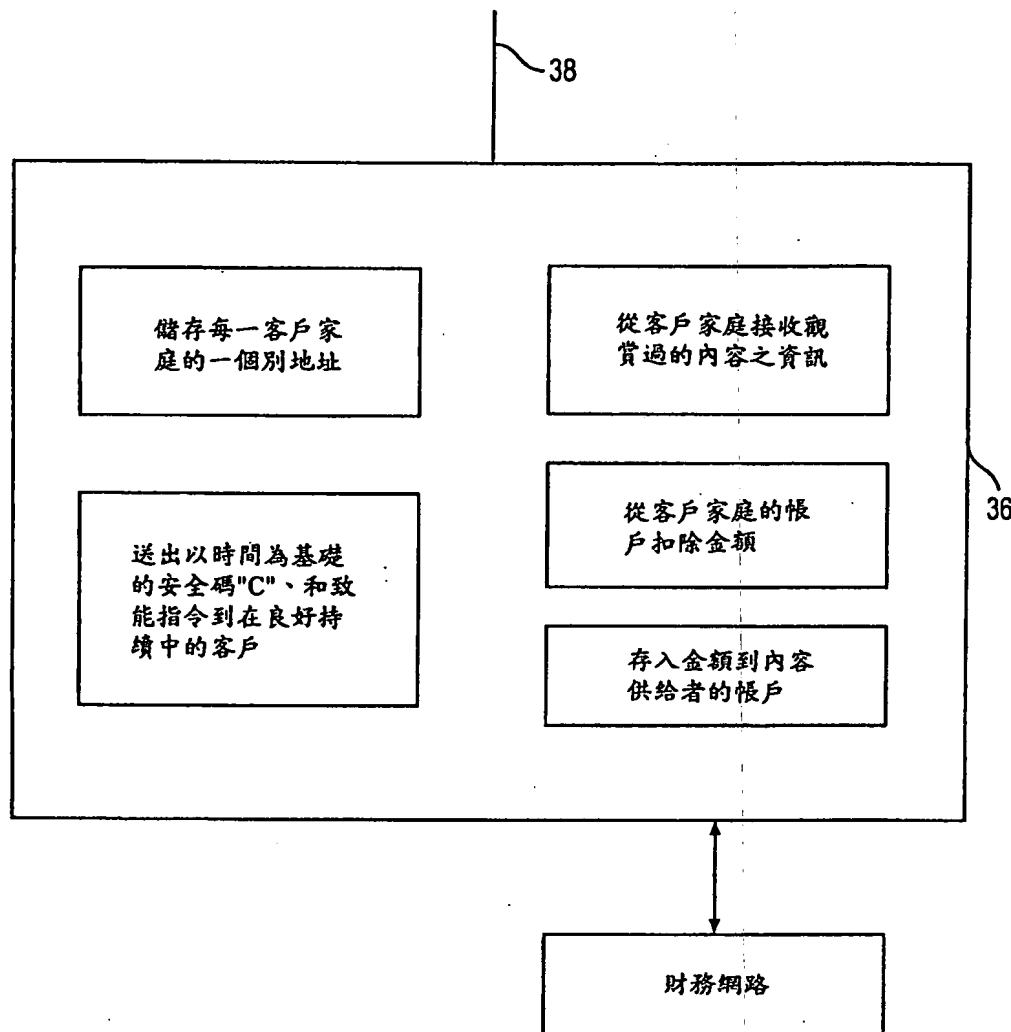 38
儲存每一客戶家
庭的一個別地址
從客戶家庭接收觀
賞過的內容之資訊
36
送出以時間為基礎
的安全碼"C"、和致
能指令到在良好持
續中的客戶
從客戶家庭的帳
戶扣除金額
存入金額到內容
供給者的帳戶
財務網路